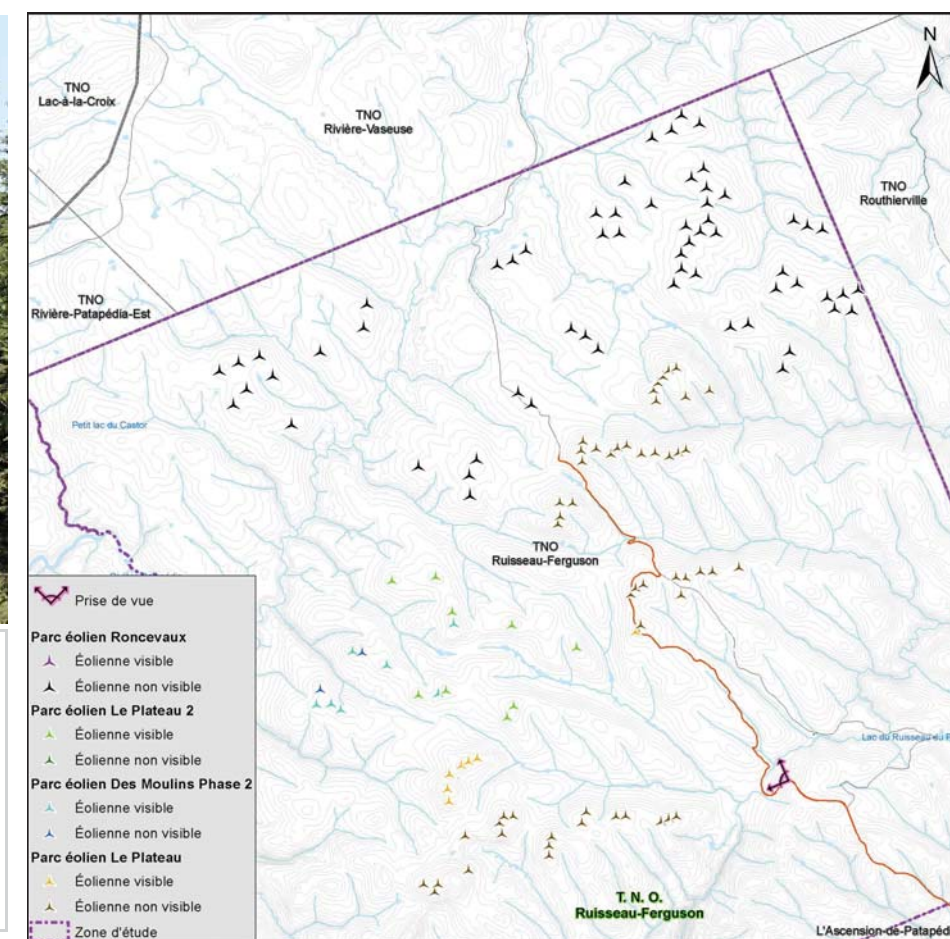 N
TNO
Lac-à-la-Croix
TNO
Rivière-Vaseuse
TNO
Routhierville
TNO
Rivière-Patapédia-Est
Petit lac du Castor
TNO
Ruisseau-Ferguson
Lac du Ruisseau du
T. N. O.
Ruisseau-Ferguson
L'Ascension-de-Patapéd
Prise de vue
Parc éolien Roncevaux
Éolienne visible
Éolienne non visible
Parc éolien Le Plateau 2
Éolienne visible
Éolienne non visible
Parc éolien Des Moulins Phase 2
Éolienne visible
Éolienne non visible
Parc éolien Le Plateau
Éolienne visible
Éolienne non visible
Zone d'étude